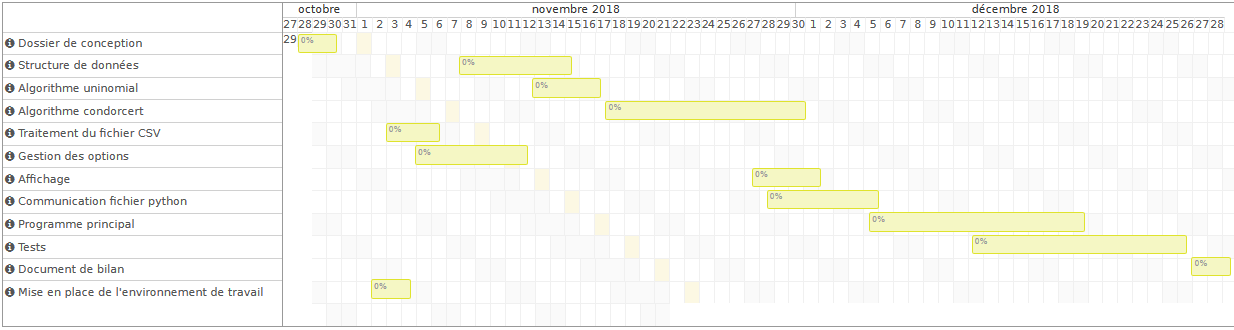 octobre novembre 2018 décembre 2018
27 28 29 30 31 1 2 3 4 5 6 7 8 9 10 11 12 13 14 15 16 17 18 19 20 21 22 23 24 25 26 27 28 29 30 1 2 3 4 5 6 7 8 9 10 11 12 13 14 15 16 17 18 19 20 21 22 23 24 25 26 27 28
29
Dossier de conception 0%
Structure de données 0%
Algorithme uninomial 0%
Algorithme condorcert 0%
Traitement du fichier CSV 0%
Gestion des options 0%
Affichage 0%
Communication fichier python 0%
Programme principal 0%
Tests 0%
Document de bilan 0%
Mise en place de l'environnement de travail 0%